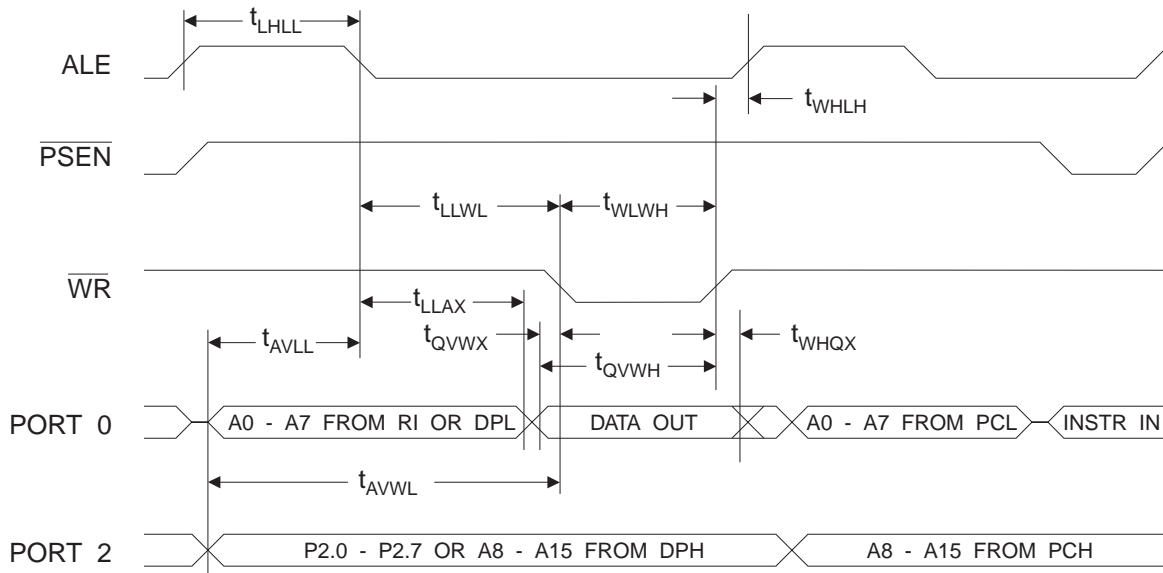 tLHLL
ALE
tWHLH
PSEN
tLLWL
tWLWH
WR
tLLAX
tQVWX
tWHQX
tAVLL
tQVWH
PORT 0
A0 - A7 FROM RI OR DPL
DATA OUT
A0 - A7 FROM PCL
INSTR IN
tAVWL
PORT 2
P2.0 - P2.7 OR A8 - A15 FROM DPH
A8 - A15 FROM PCH